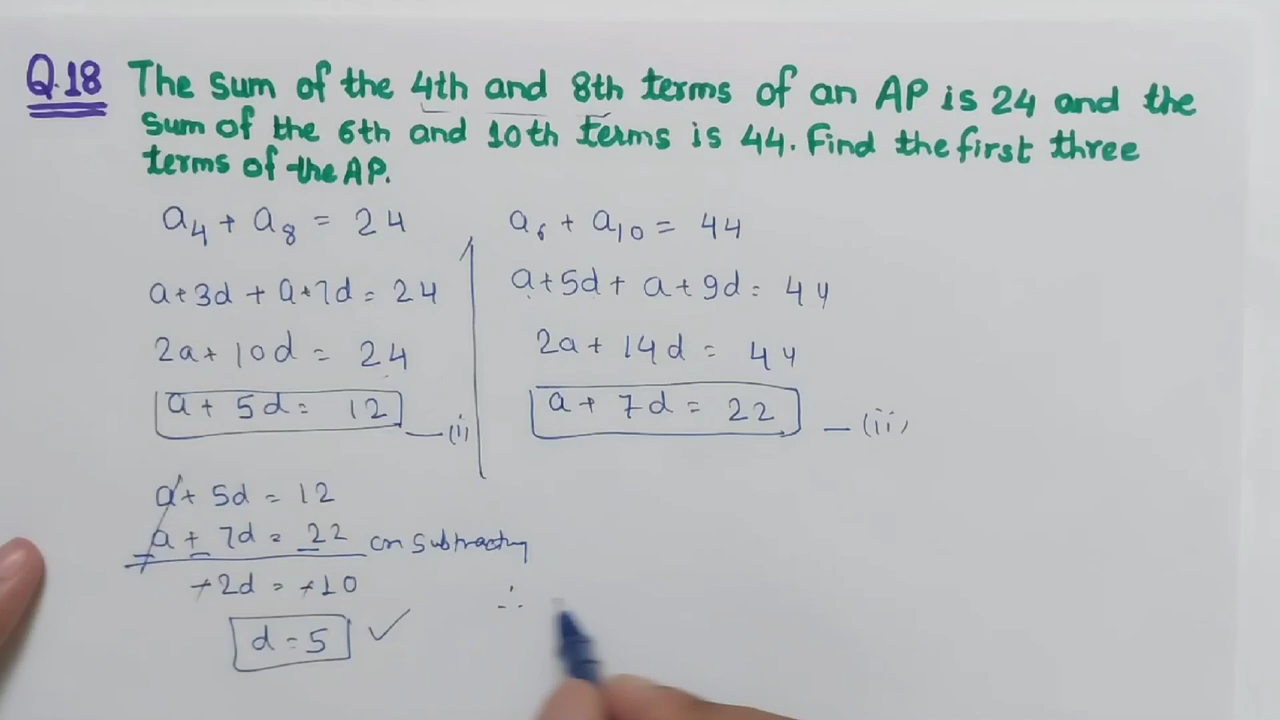 Q.18 The sum of the 4th and 8th terms of an AP is 24 and the
sum of the 6th and 10th terms is 44. Find the first three
terms of the AP.
a₄ + a₈ = 24
a+3d + a+7d = 24
2a+10d = 24
a + 5d = 12 —(i)
a₆ + a₁₀ = 44
a+5d + a+9d = 44
2a + 14d = 44
a + 7d = 22 —(ii)
a + 5d = 12
a + 7d = 22 on subtracting
+2d = +10
d = 5 ✓
∴